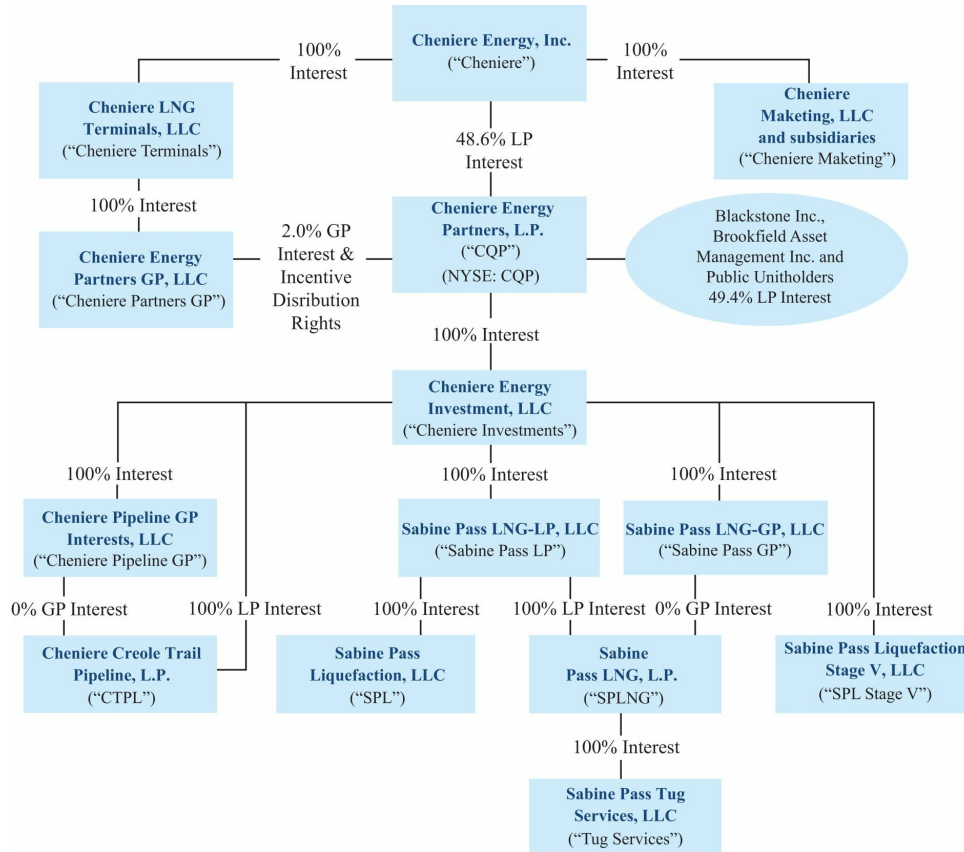 Cheniere Energy, Inc.
(“Cheniere”)
100%
Interest
100%
Interest
Cheniere LNG
Terminals, LLC
(“Cheniere Terminals”)
48.6% LP
Interest
Cheniere
Maketing, LLC
and subsidiaries
(“Cheniere Maketing”)
100% Interest
Cheniere Energy
Partners GP, LLC
(“Cheniere Partners GP”)
2.0% GP
Interest &
Incentive
Disribution
Rights
Cheniere Energy
Partners, L.P.
(“CQP”)
(NYSE: CQP)
Blackstone Inc.,
Brookfield Asset
Management Inc. and
Public Unitholders
49.4% LP Interest
100% Interest
Cheniere Energy
Investment, LLC
(“Cheniere Investments”)
100% Interest
100% Interest
100% Interest
Cheniere Pipeline GP
Interests, LLC
(“Cheniere Pipeline GP”)
Sabine Pass LNG-LP, LLC
(“Sabine Pass LP”)
Sabine Pass LNG-GP, LLC
(“Sabine Pass GP”)
0% GP Interest
100% LP Interest
100% Interest
100% LP Interest
0% GP Interest
100% Interest
Cheniere Creole Trail
Pipeline, L.P.
(“CTPL”)
Sabine Pass
Liquefaction, LLC
(“SPL”)
Sabine
Pass LNG, L.P.
(“SPLNG”)
Sabine Pass Liquefaction
Stage V, LLC
(“SPL Stage V”)
100% Interest
Sabine Pass Tug
Services, LLC
(“Tug Services”)